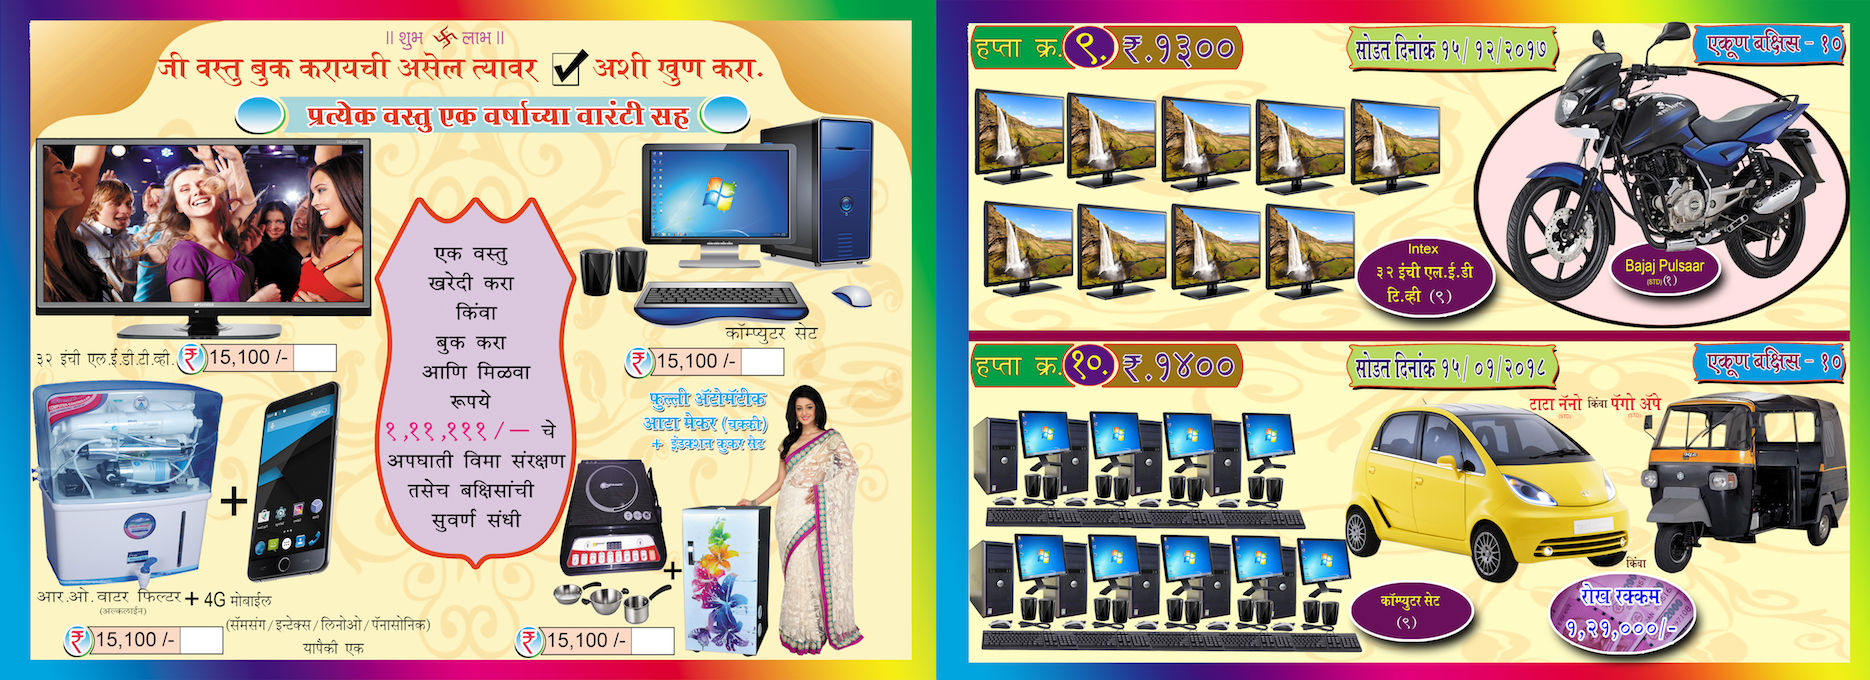 ॥ शुभ 卐 लाभ ॥
जी वस्तु बुक करायची असेल त्यावर ✓ अशी खुण करा.
प्रत्येक वस्तु एक वर्षाच्या वारंटी सह
३२ इंची एल.ई.डी.टी.व्ही. ₹ 15,100 /-
कॉम्प्युटर सेट
₹ 15,100 /-
एक वस्तु
खरेदी करा
किंवा
बुक करा
आणि मिळवा
रूपये
१,११,१११/— चे
अपघाती विमा संरक्षण
तसेच बक्षिसांची
सुवर्ण संधी
फुल्ली ॲटोमॅटीक
आटा मेकर (चक्की)
+ इंडक्शन कुकर सेट
+
+
आर.ओ.वाटर फिल्टर + 4G मोबाईल
(अल्कलाईन)
(सॅमसंग/इन्टेक्स/लिनोओ/पॅनासोनिक)
यापैकी एक
₹ 15,100 /-
₹ 15,100 /-
हप्ता क्र. ९. ₹.१३००
सोडत दिनांक १५/ १२/२०१७
एकूण बक्षिस - १०
Intex
३२ इंची एल.ई.डी
टि.व्ही (९)
Bajaj Pulsaar
(STD) (१)
हप्ता क्र. १०. ₹.१४००
सोडत दिनांक १५/ ०१/२०१८
एकूण बक्षिस - १०
टाटा नॅनो किंवा पॅगो ॲपे
(STD) (STD)
कॉम्प्युटर सेट
(९)
किंवा
रोख रक्कम
१,२१,०००/-